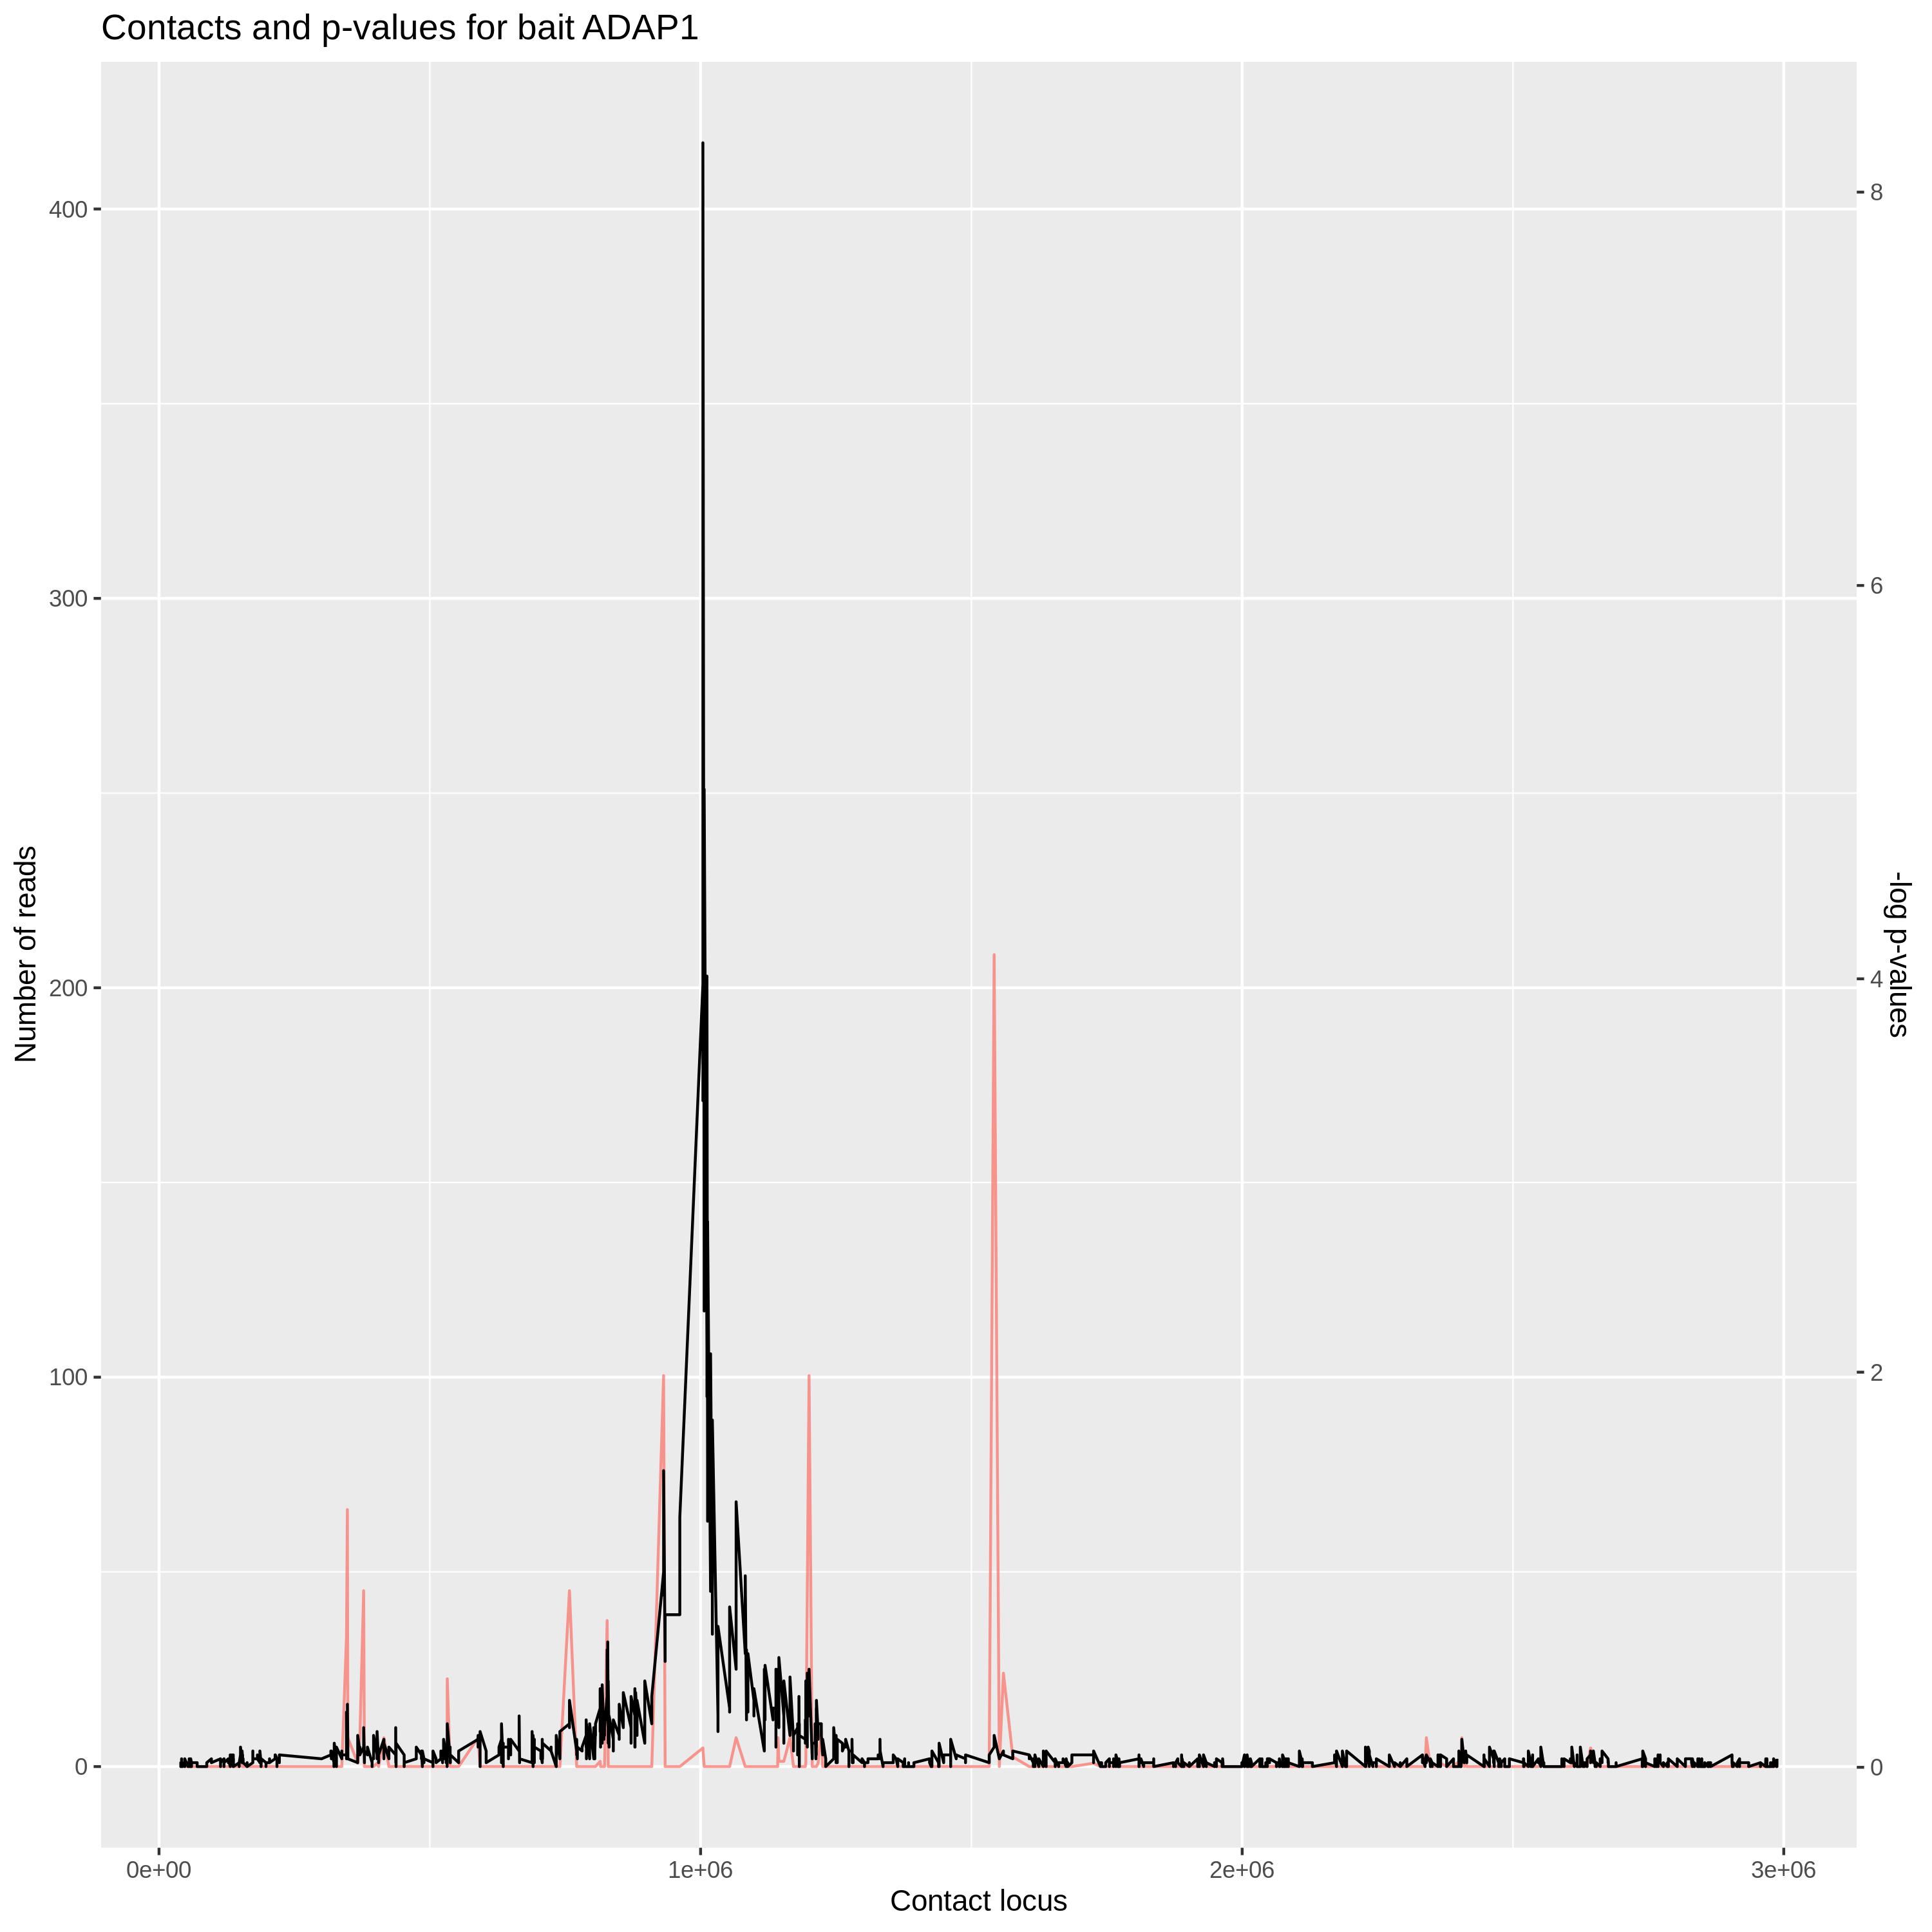 Contacts and p-values for bait ADAP1
400
300
200
100
0
8
6
4
2
0
Number of reads
-log p-values
0e+00 1e+06 2e+06 3e+06
Contact locus